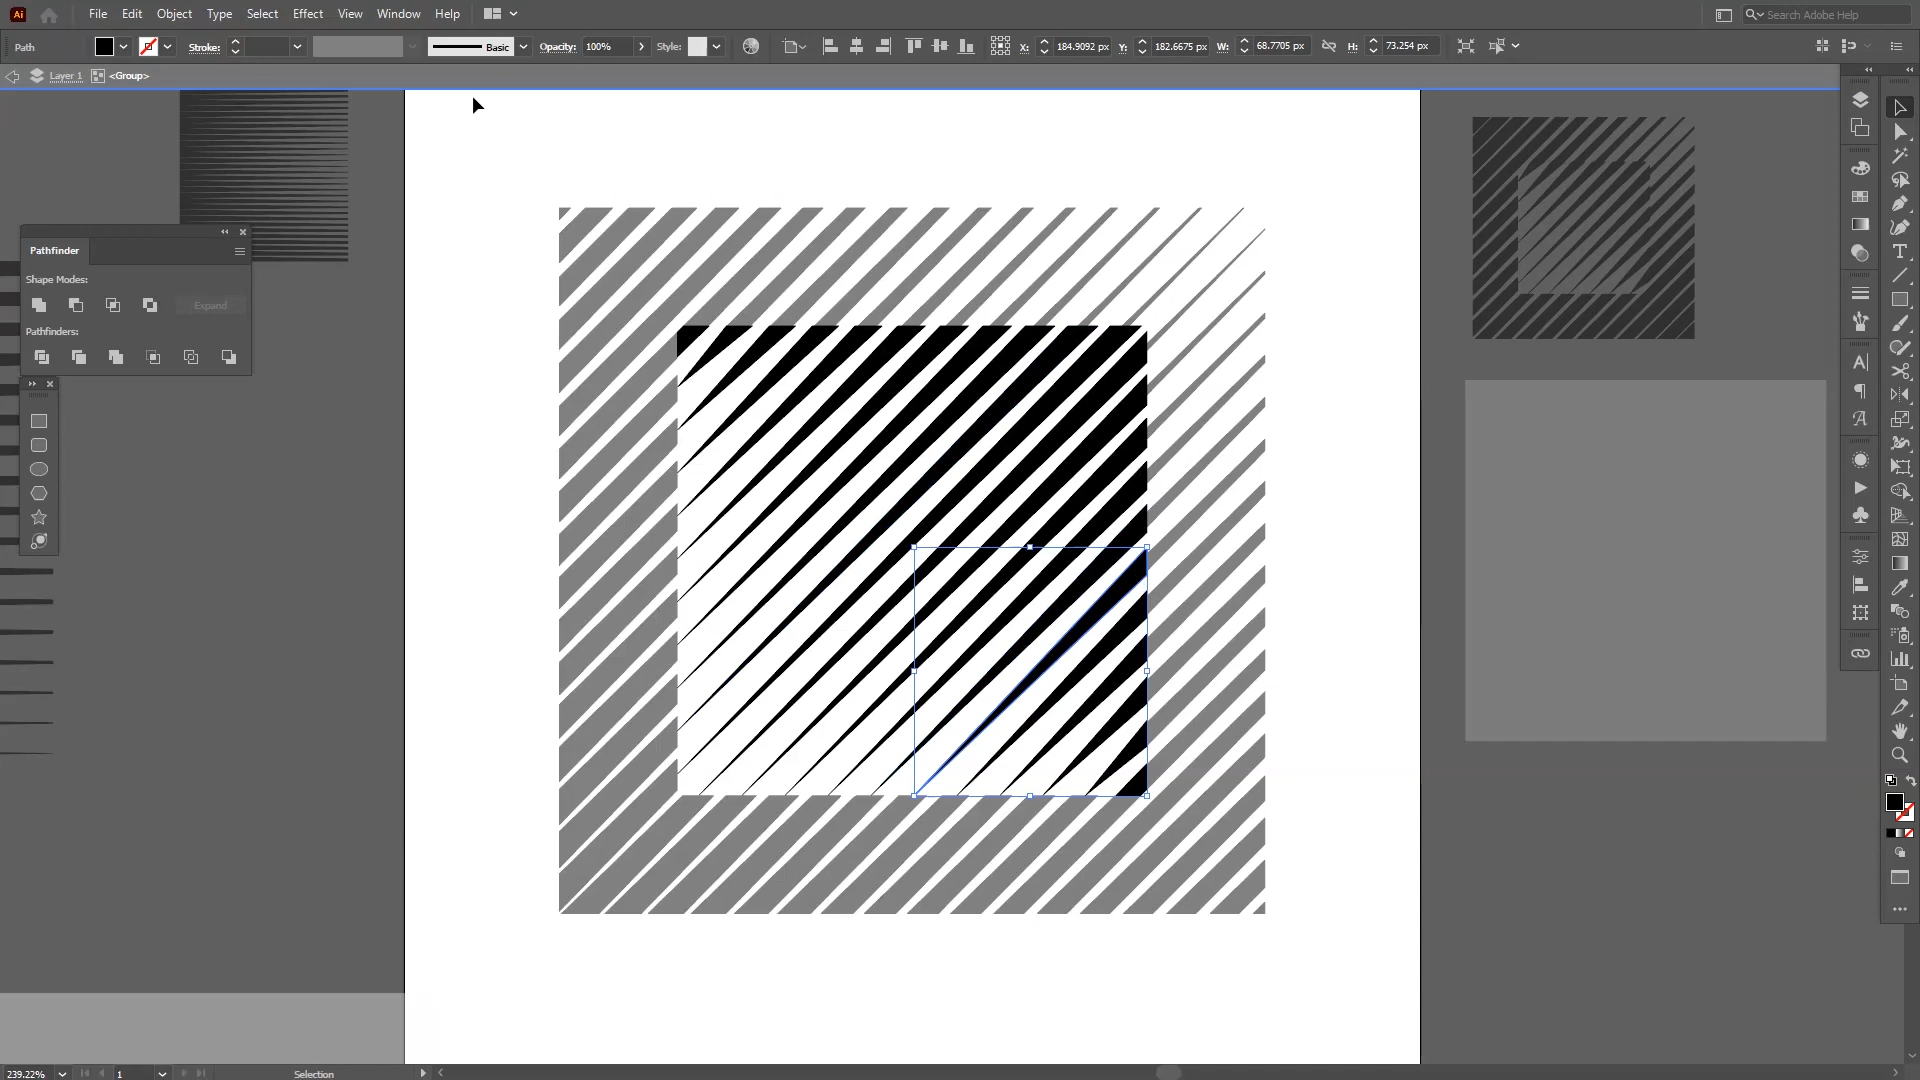 Ai File Edit Object Type Select Effect View Window Help Search Adobe Help
Path Stroke: Basic Opacity: 100% Style: X: 184.9092 px Y: 182.6675 px W: 68.7705 px H: 73.254 px
Layer 1 <Group>
Pathfinder
Shape Modes:
Expand
Pathfinders:
239.22% 1 Selection